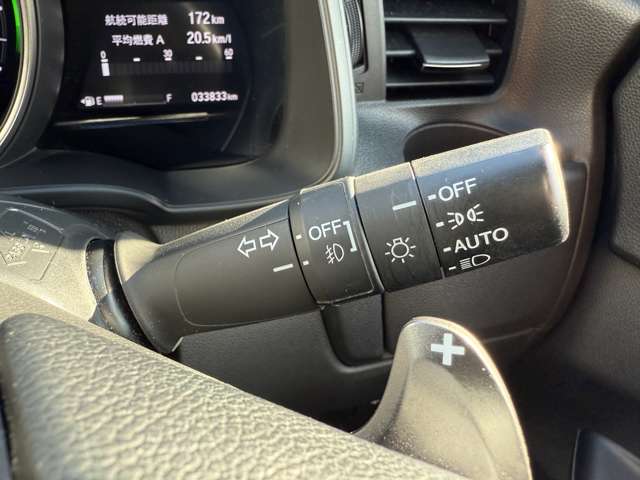 航続可能距離 172km
平均燃費 A 20.5km/l
0 30 60
E F 033833km
OFF
OFF
AUTO
+